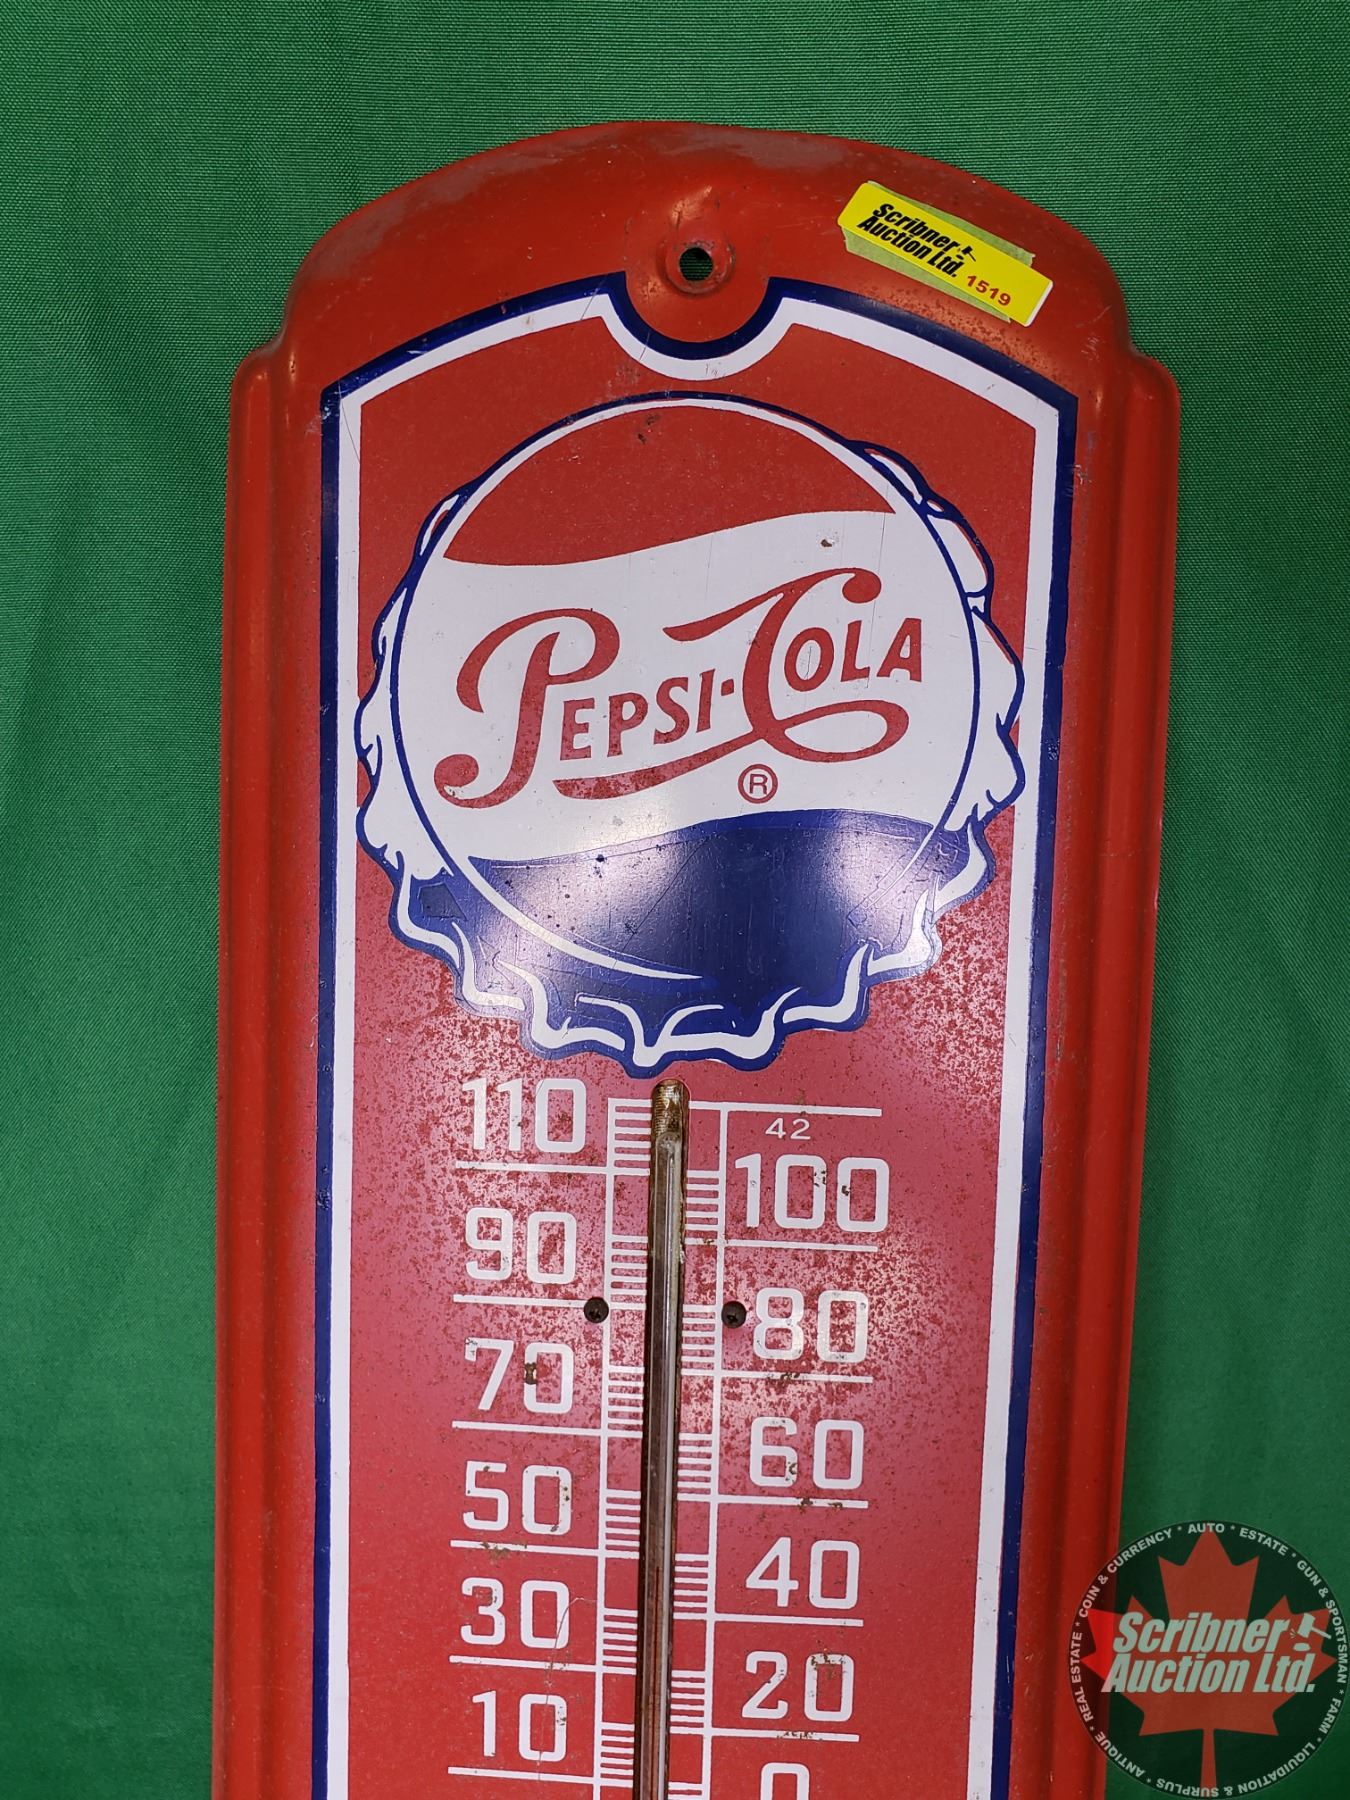 Scribner
Auction Ltd.
1519
PEPSI-COLA
®
110
42
100
90
80
70
60
50
40
30
20
10
0
COIN & CURRENCY * AUTO * ESTATE * GUN & SPORTSMAN * FARM * LIQUIDATION & SURPLUS * ANTIQUE * REAL ESTATE *
Scribner
Auction Ltd.